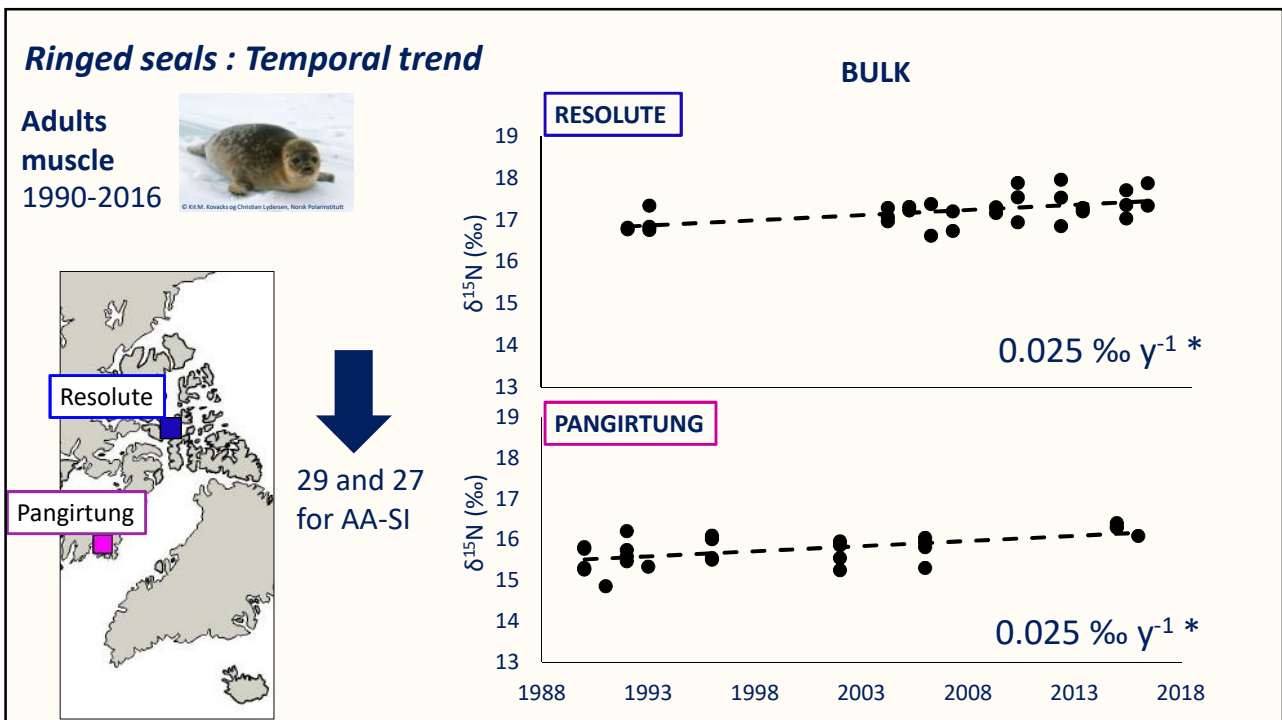 Ringed seals : Temporal trend
Adults
muscle
1990-2016
© Kit M. Kovacks og Christian Lydersen, Norsk Polarinstitutt
Resolute
Pangirtung
29 and 27
for AA-SI
BULK
RESOLUTE
δ¹⁵N (‰)
19
18
17
16
15
14
13
0.025 ‰ y⁻¹ *
PANGIRTUNG
δ¹⁵N (‰)
19
18
17
16
15
14
13
0.025 ‰ y⁻¹ *
1988 1993 1998 2003 2008 2013 2018